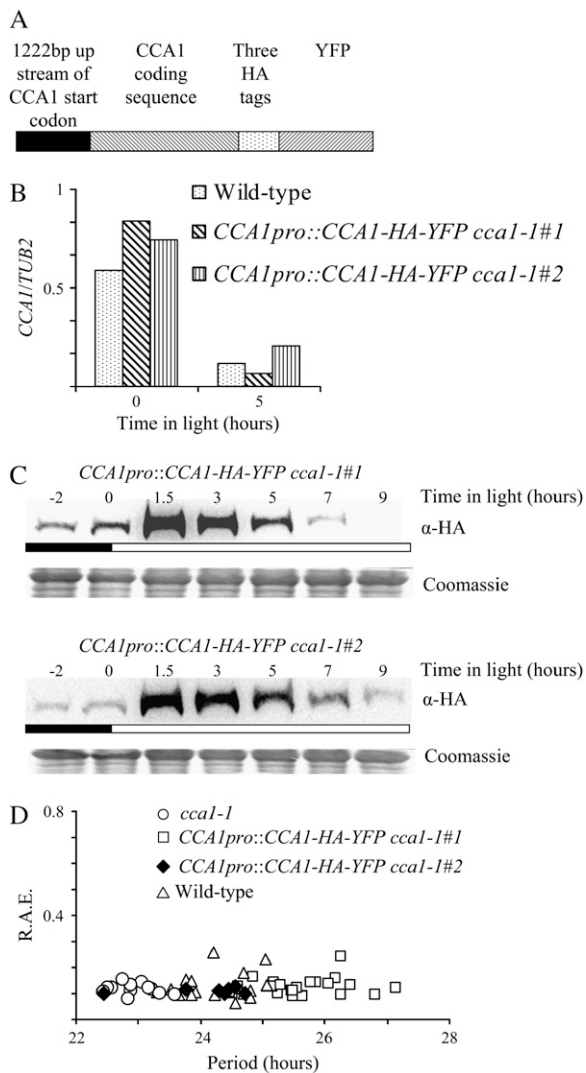 A
1222bp up
stream of
CCA1 start
codon
CCA1
coding
sequence
Three
HA
tags
YFP
B
1
0.5
CCA1/TUB2
Wild-type
CCA1pro::CCA1-HA-YFP cca1-1#1
CCA1pro::CCA1-HA-YFP cca1-1#2
0 5
Time in light (hours)
C
CCA1pro::CCA1-HA-YFP cca1-1#1
-2 0 1.5 3 5 7 9 Time in light (hours)
α-HA
Coomassie
CCA1pro::CCA1-HA-YFP cca1-1#2
-2 0 1.5 3 5 7 9 Time in light (hours)
α-HA
Coomassie
D
0.8
0.4
0
R.A.E.
cca1-1
CCA1pro::CCA1-HA-YFP cca1-1#1
CCA1pro::CCA1-HA-YFP cca1-1#2
Wild-type
22 24 26 28
Period (hours)